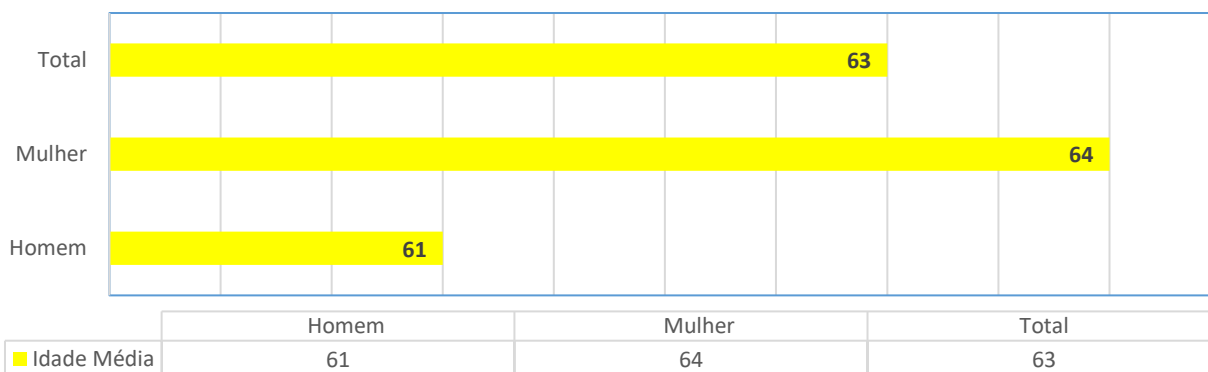 Total 63
Mulher 64
Homem 61
Homem Mulher Total
Idade Média 61 64 63